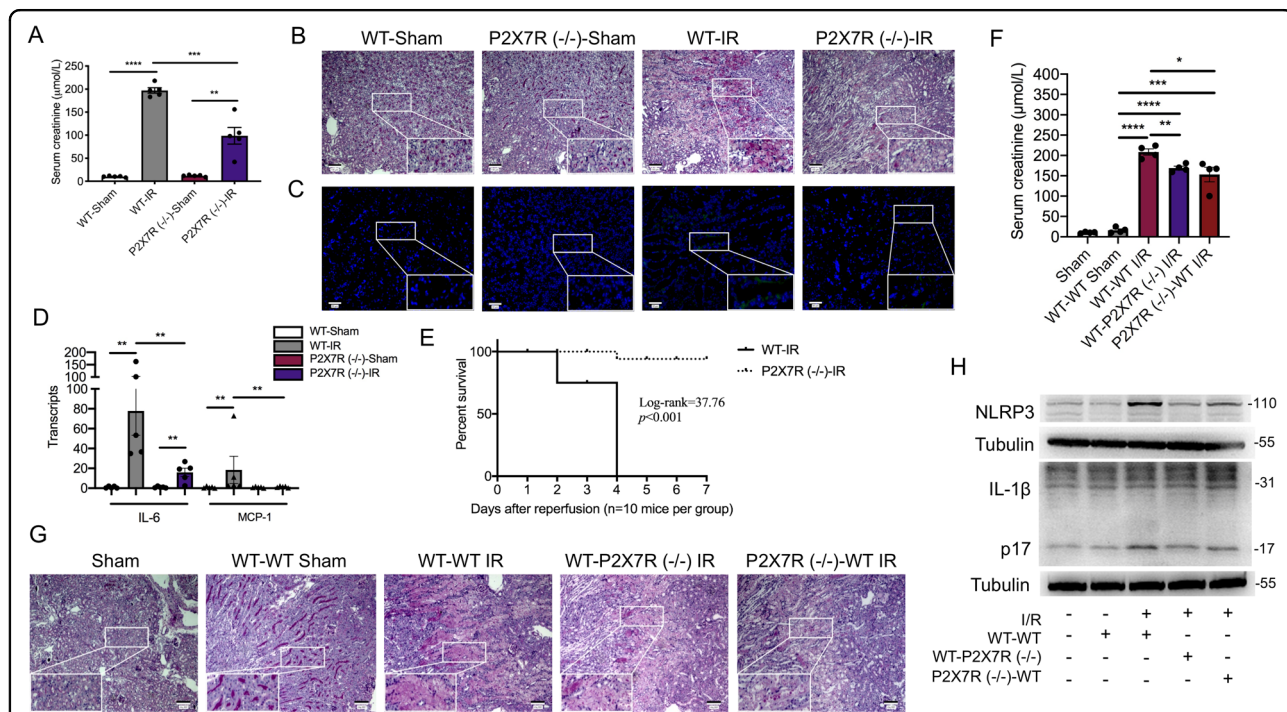 A
***
****
**
Serum creatinine (μmol/L)
250
200
150
100
50
0
WT-Sham
WT-IR
P2X7R (-/-)-Sham
P2X7R (-/-)-IR
B
WT-Sham
P2X7R (-/-)-Sham
WT-IR
P2X7R (-/-)-IR
C
D
WT-Sham
WT-IR
P2X7R (-/-)-Sham
P2X7R (-/-)-IR
**
**
**
**
**
Transcripts
200
150
100
80
60
40
20
0
IL-6
MCP-1
E
WT-IR
P2X7R (-/-)-IR
Log-rank=37.76
p<0.001
Percent survival
100
50
0
0 1 2 3 4 5 6 7
Days after reperfusion (n=10 mice per group)
F
*
***
****
****
**
Serum creatinine (μmol/L)
400
350
300
250
200
150
100
50
0
Sham
WT-WT Sham
WT-WT I/R
WT-P2X7R (-/-) I/R
P2X7R (-/-)-WT I/R
G
Sham
WT-WT Sham
WT-WT IR
WT-P2X7R (-/-) IR
P2X7R (-/-)-WT IR
H
NLRP3 -110
Tubulin -55
IL-1β -31
p17 -17
Tubulin -55
I/R - - + + +
WT-WT - + + - -
WT-P2X7R (-/-) - - - + -
P2X7R (-/-)-WT - - - - +